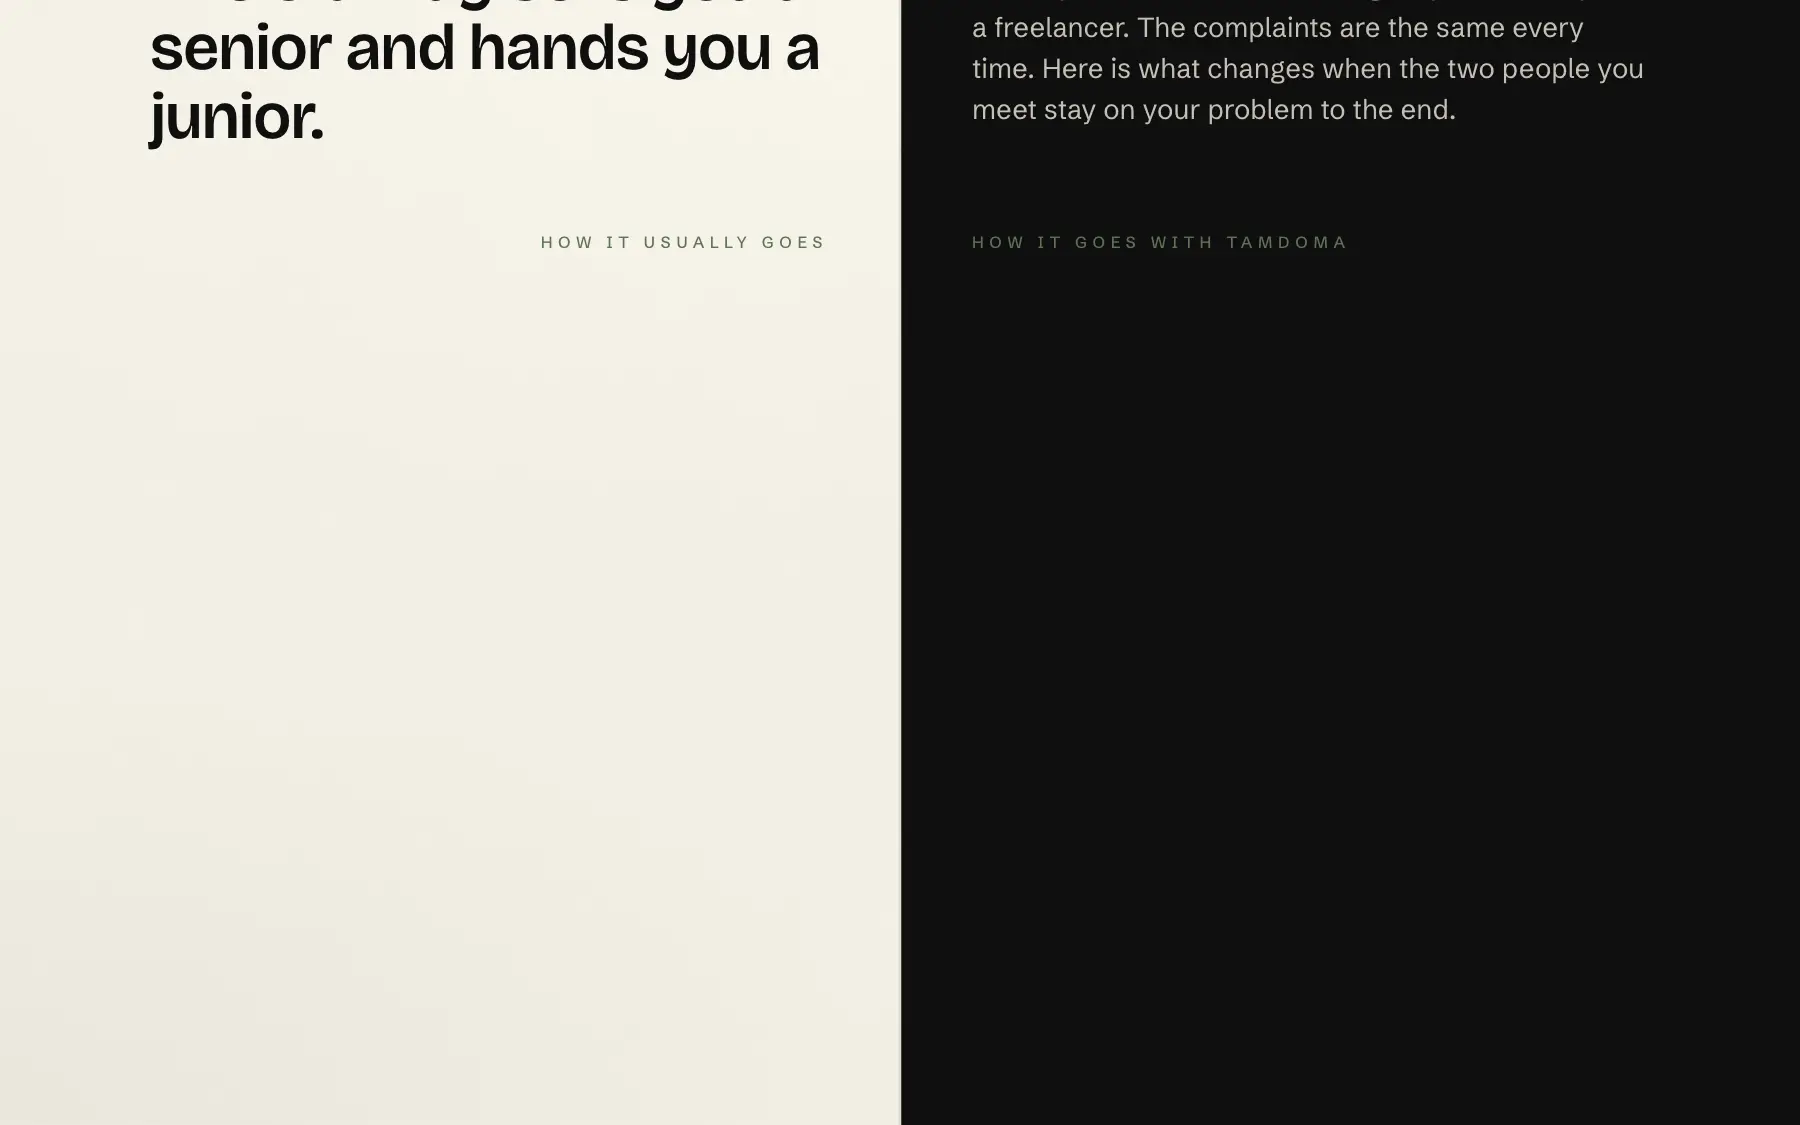 senior and hands you a
junior.
a freelancer. The complaints are the same every
time. Here is what changes when the two people you
meet stay on your problem to the end.
HOW IT USUALLY GOES
HOW IT GOES WITH TAMDOMA